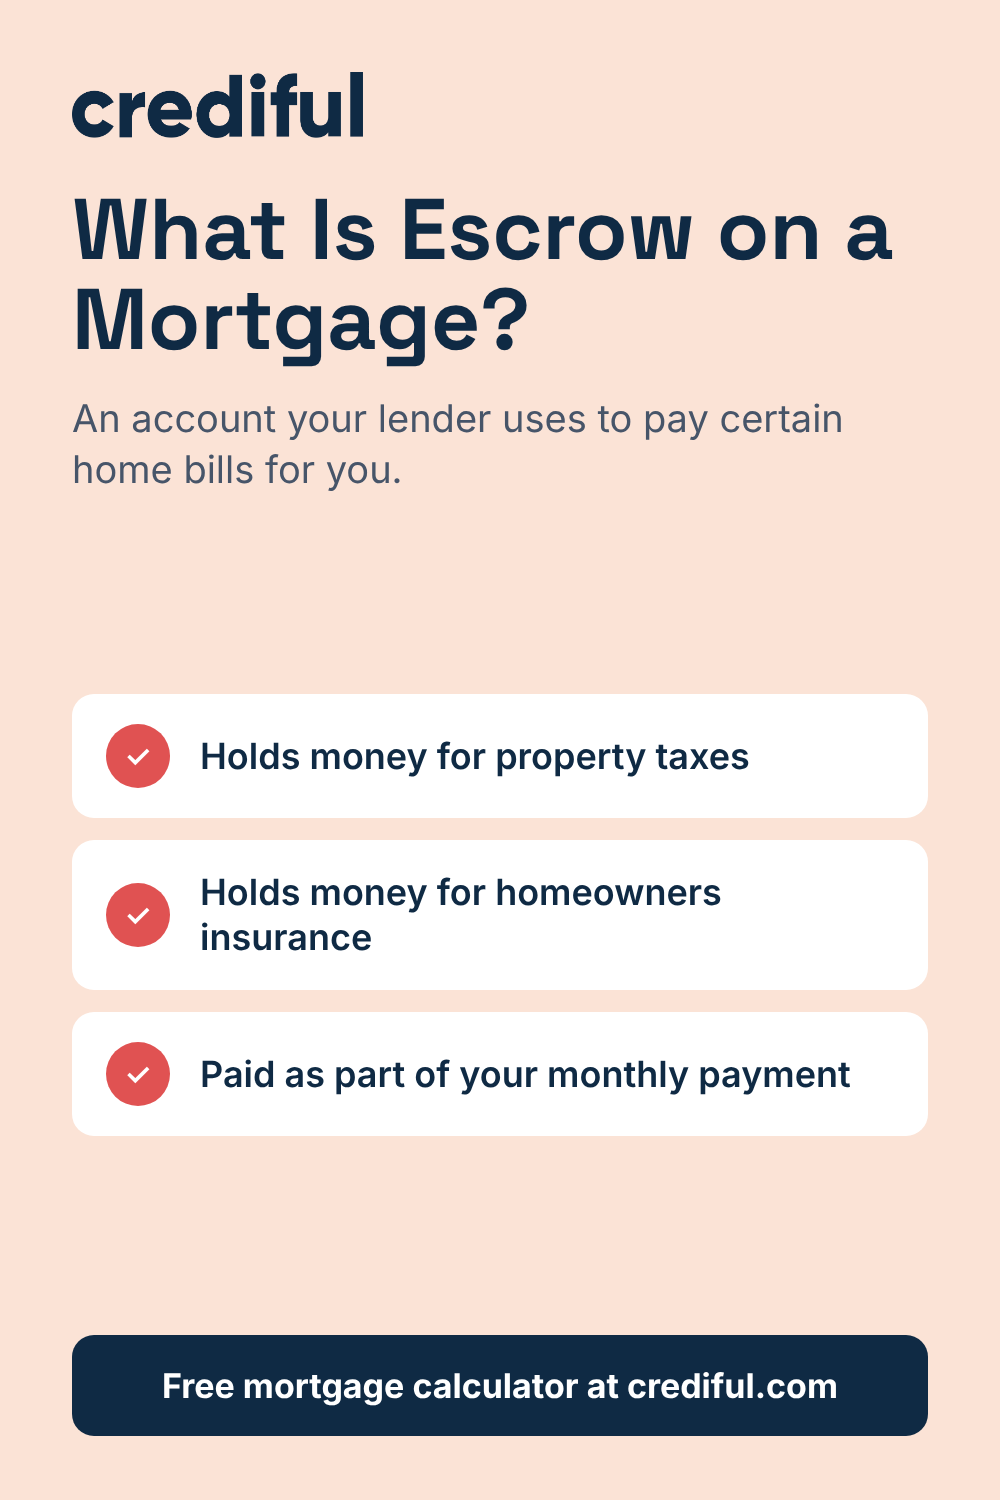 crediful
What Is Escrow on a
Mortgage?
An account your lender uses to pay certain
home bills for you.
Holds money for property taxes
Holds money for homeowners
insurance
Paid as part of your monthly payment
Free mortgage calculator at crediful.com